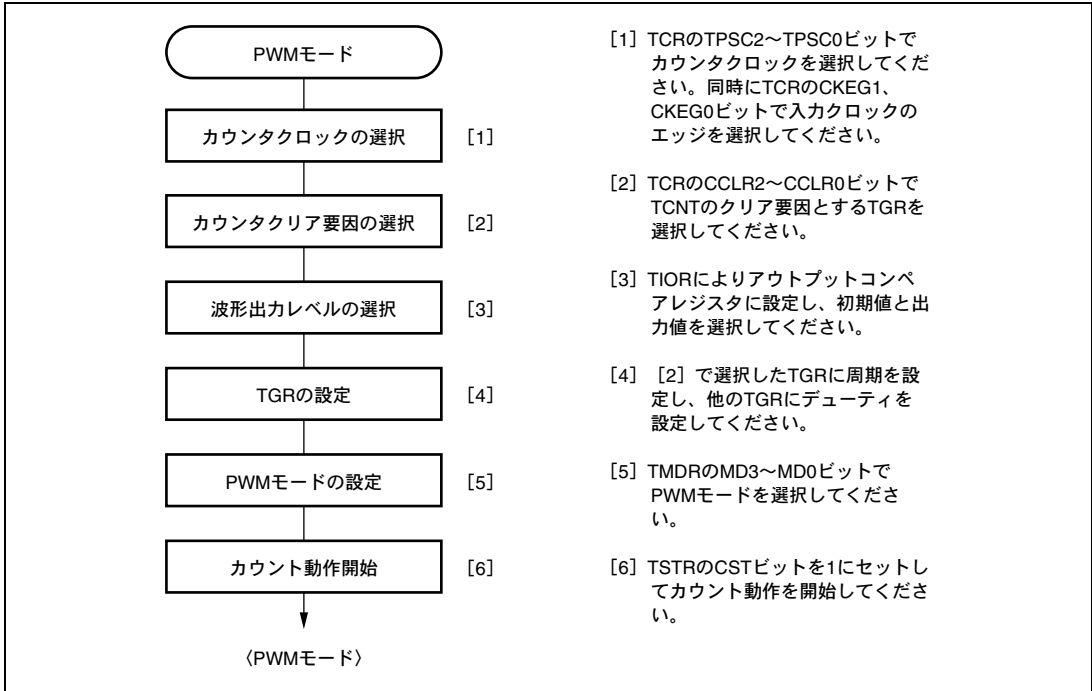 PWMモード
カウンタクロックの選択 [1]
カウンタクリア要因の選択 [2]
波形出力レベルの選択 [3]
TGRの設定 [4]
PWMモードの設定 [5]
カウント動作開始 [6]
〈PWMモード〉
[1] TCRのTPSC2〜TPSC0ビットで
カウンタクロックを選択してくだ
さい。同時にTCRのCKEG1、
CKEG0ビットで入力クロックの
エッジを選択してください。
[2] TCRのCCLR2〜CCLR0ビットで
TCNTのクリア要因とするTGRを
選択してください。
[3] TIORによりアウトプットコンペ
アレジスタに設定し、初期値と出
力値を選択してください。
[4] [2]で選択したTGRに周期を設
定し、他のTGRにデューティを
設定してください。
[5] TMDRのMD3〜MD0ビットで
PWMモードを選択してくださ
い。
[6] TSTRのCSTビットを1にセットし
てカウント動作を開始してくださ
い。